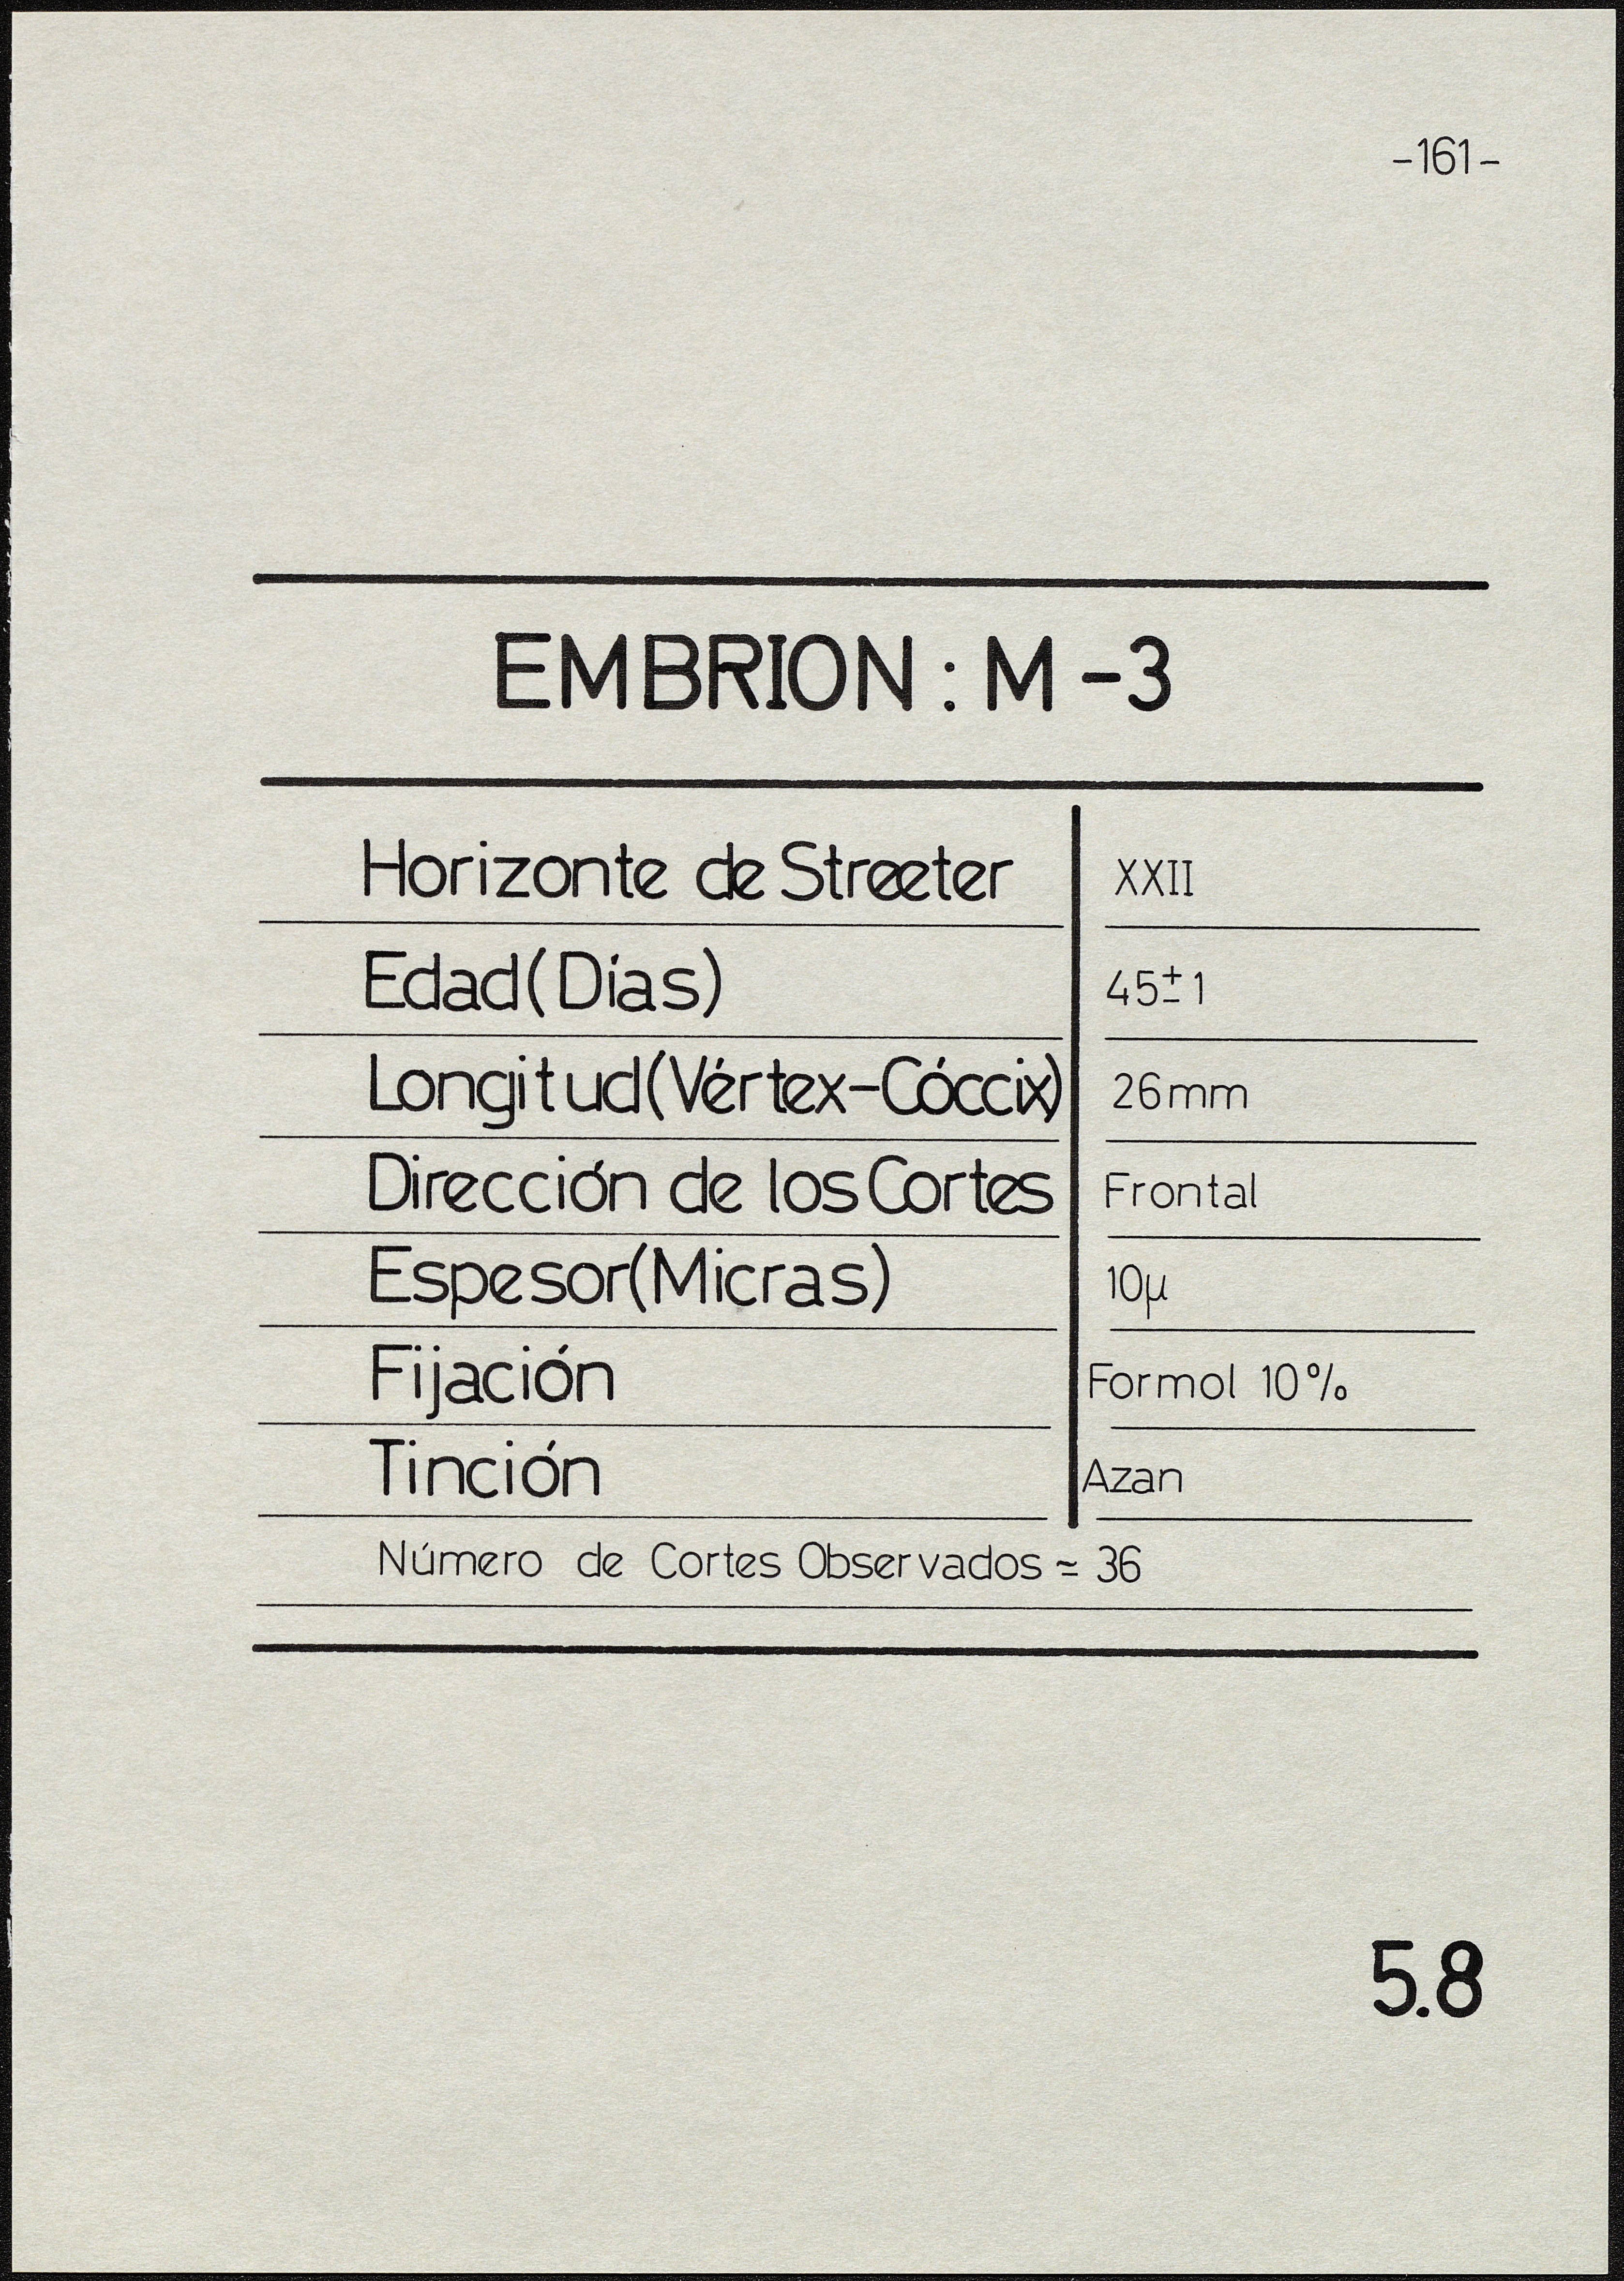 -161-
EMBRION : M -3
Horizonte de Streeter XXII
Edad(Días) 45±1
Longitud(Vértex-Cóccix) 26mm
Dirección de los Cortes Frontal
Espesor(Micras) 10µ
Fijación Formol 10%
Tinción Azan
Número de Cortes Observados ≃ 36
5.8